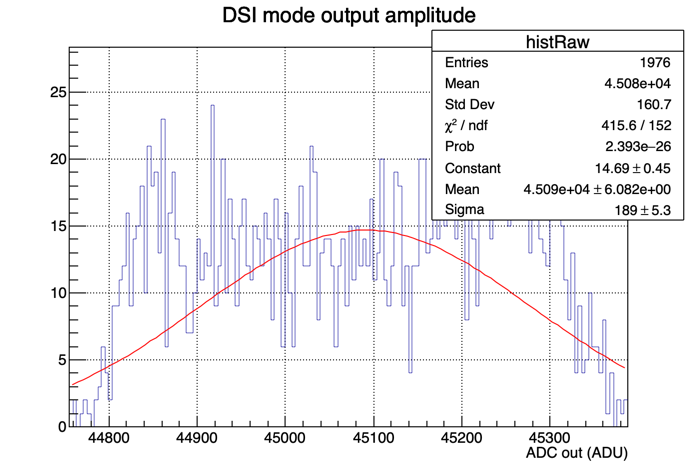 DSI mode output amplitude
histRaw
Entries 1976
Mean 4.508e+04
Std Dev 160.7
χ² / ndf 415.6 / 152
Prob 2.393e−26
Constant 14.69 ± 0.45
Mean 4.509e+04 ± 6.082e+00
Sigma 189 ± 5.3
25
20
15
10
5
0
44800 44900 45000 45100 45200 45300
ADC out (ADU)